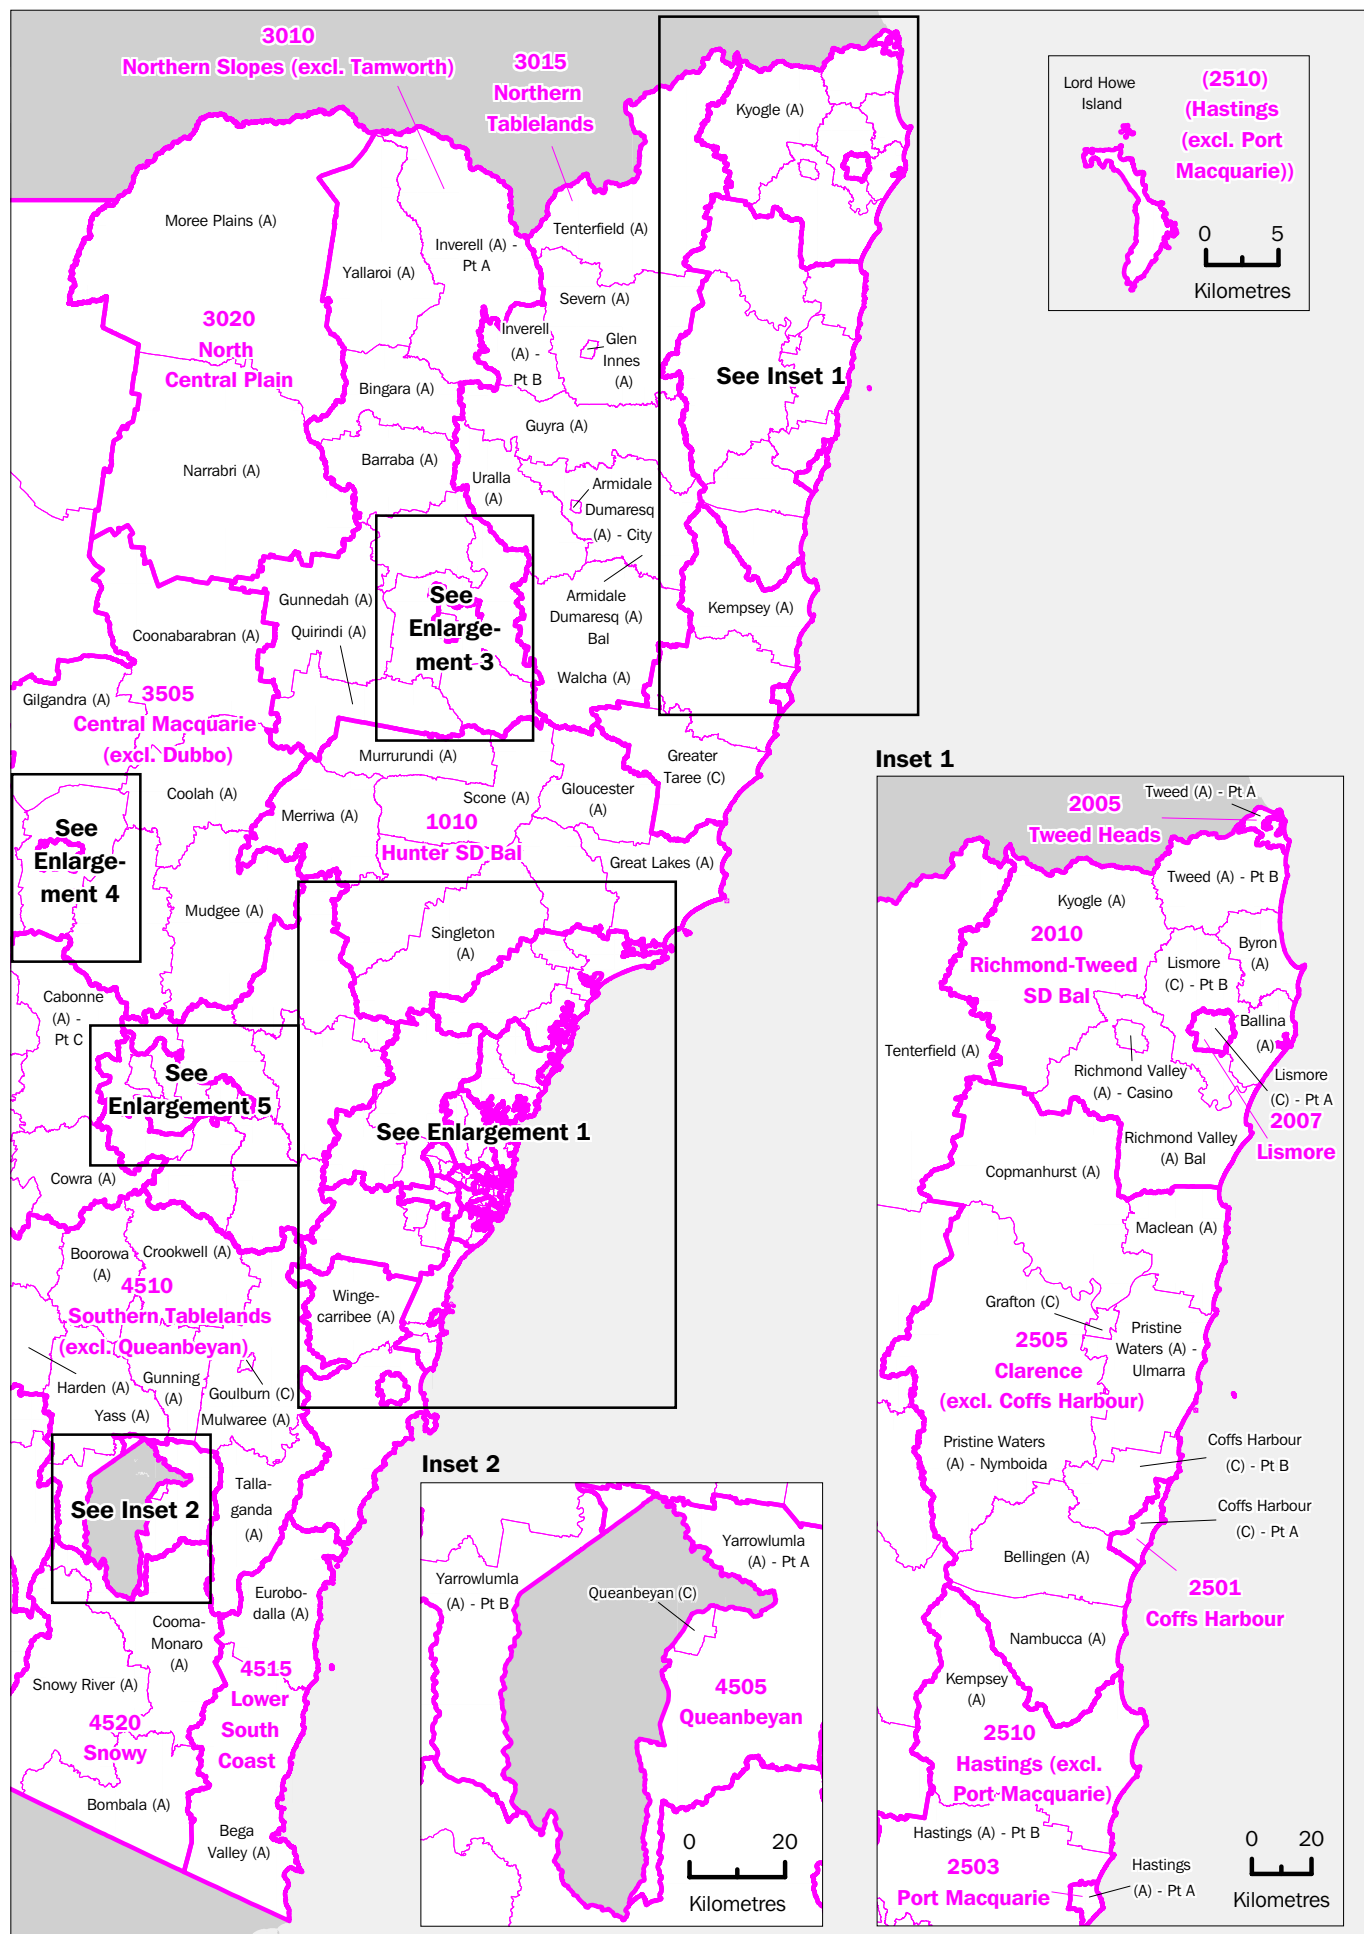 3010
Northern Slopes (excl. Tamworth)
3015
Northern
Tablelands
Kyogle (A)
Moree Plains (A)
Tenterfield (A)
Inverell (A) -
Pt A
Yallaroi (A)
3020
North
Central Plain
Severn (A)
Inverell
(A) -
Pt B
Glen
Innes
(A)
See Inset 1
Bingara (A)
Guyra (A)
Narrabri (A)
Barraba (A)
Uralla
(A)
Armidale
Dumaresq
(A) - City
Gunnedah (A)
Quirindi (A)
See
Enlarge-
ment 3
Armidale
Dumaresq (A)
Bal
Kempsey (A)
Coonabarabran (A)
Walcha (A)
Gilgandra (A)
3505
Central Macquarie
(excl. Dubbo)
Murrurundi (A)
Greater
Taree (C)
Coolah (A)
Scone (A)
Gloucester
(A)
Merriwa (A)
1010
Hunter SD Bal
See
Enlarge-
ment 4
Great Lakes (A)
Mudgee (A)
Singleton
(A)
Cabonne
(A) -
Pt C
See
Enlargement 5
See Enlargement 1
Cowra (A)
Boorowa
(A)
Crookwell (A)
4510
Southern Tablelands
(excl. Queanbeyan)
Winge-
carribee (A)
Harden (A)
Gunning
(A)
Goulburn (C)
Yass (A)
Mulwaree (A)
See Inset 2
Talla-
ganda
(A)
Eurobo-
dalla (A)
Cooma-
Monaro
(A)
Snowy River (A)
4515
Lower
South
Coast
4520
Snowy
Bombala (A)
Bega
Valley (A)
Lord Howe
Island
(2510)
(Hastings
(excl. Port
Macquarie))
0 5
Kilometres
Inset 1
2005
Tweed Heads
Tweed (A) - Pt A
Tweed (A) - Pt B
Kyogle (A)
2010
Richmond-Tweed
SD Bal
Byron
(A)
Lismore
(C) - Pt B
Ballina
(A)
Tenterfield (A)
Richmond Valley
(A) - Casino
Lismore
(C) - Pt A
2007
Lismore
Richmond Valley
(A) Bal
Copmanhurst (A)
Maclean (A)
Grafton (C)
Pristine
Waters (A) -
Ulmarra
2505
Clarence
(excl. Coffs Harbour)
Pristine Waters
(A) - Nymboida
Coffs Harbour
(C) - Pt B
Coffs Harbour
(C) - Pt A
Bellingen (A)
2501
Coffs Harbour
Nambucca (A)
Kempsey
(A)
2510
Hastings (excl.
Port Macquarie)
Hastings (A) - Pt B
2503
Port Macquarie
Hastings
(A) - Pt A
0 20
Kilometres
Inset 2
Yarrowlumla
(A) - Pt A
Yarrowlumla
(A) - Pt B
Queanbeyan (C)
4505
Queanbeyan
0 20
Kilometres